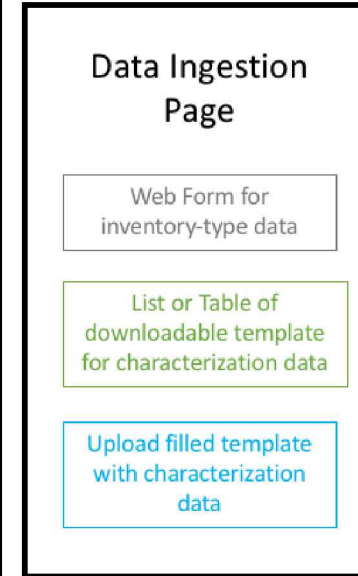 Data Ingestion
Page
Web Form for
inventory-type data
List or Table of
downloadable template
for characterization data
Upload filled template
with characterization
data